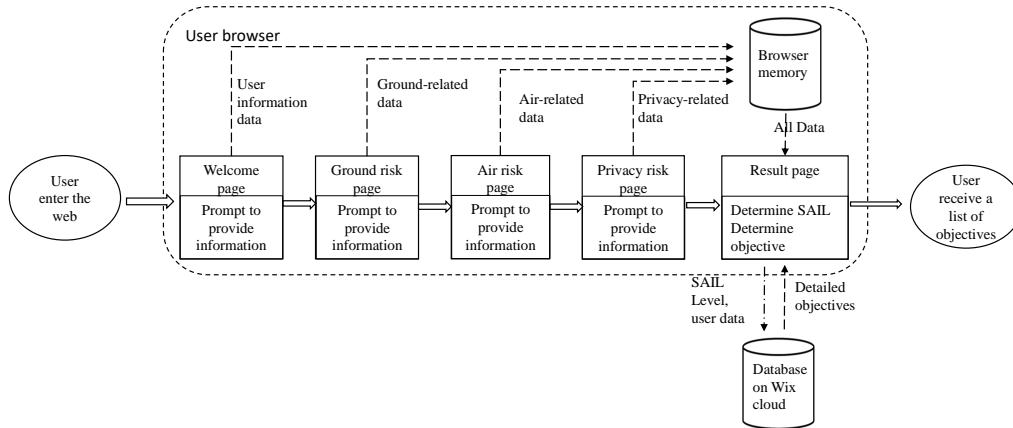 User browser
Browser
memory
User
information
data
Ground-related
data
Air-related
data
Privacy-related
data
All Data
User
enter the
web
Welcome
page
Prompt to
provide
information
Ground risk
page
Prompt to
provide
information
Air risk
page
Prompt to
provide
information
Privacy risk
page
Prompt to
provide
information
Result page
Determine SAIL
Determine
objective
User
receive a
list of
objectives
SAIL
Level,
user data
Detailed
objectives
Database
on Wix
cloud